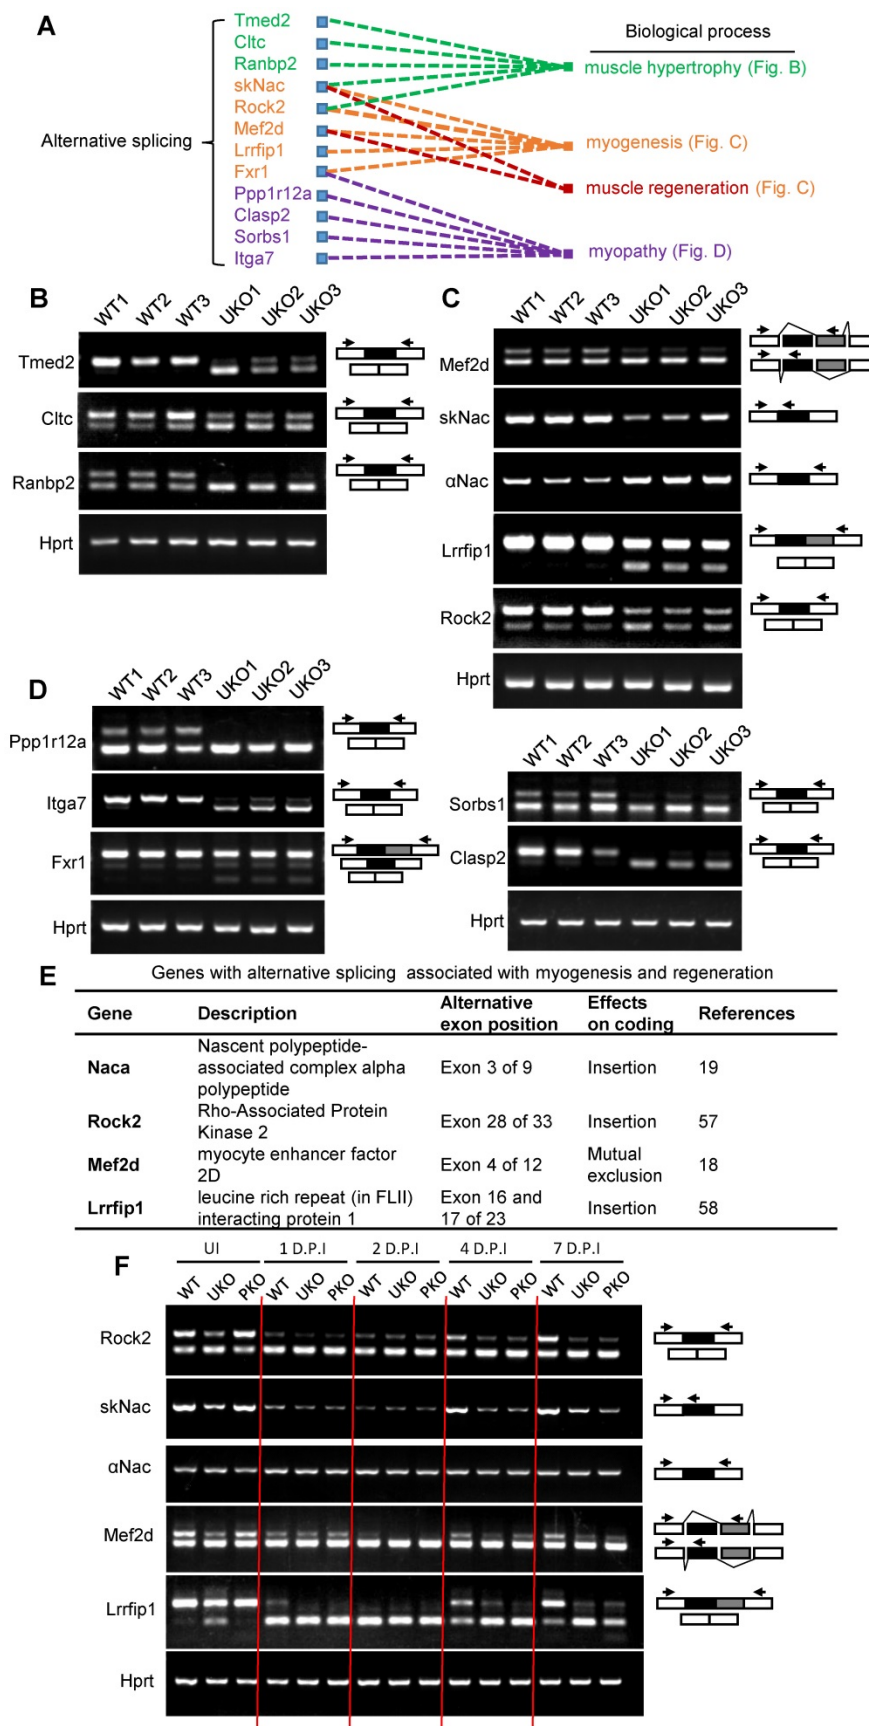 A
Tmed2
Cltc
Ranbp2
skNac
Rock2
Mef2d
Lrrfip1
Fxr1
Ppp1r12a
Clasp2
Sorbs1
Itga7
Alternative splicing
Biological process
muscle hypertrophy (Fig. B)
myogenesis (Fig. C)
muscle regeneration (Fig. C)
myopathy (Fig. D)
B
WT1 WT2 WT3 UKO1 UKO2 UKO3
Tmed2
Cltc
Ranbp2
Hprt
C
WT1 WT2 WT3 UKO1 UKO2 UKO3
Mef2d
skNac
αNac
Lrrfip1
Rock2
Hprt
D
WT1 WT2 WT3 UKO1 UKO2 UKO3
Ppp1r12a
Itga7
Fxr1
Hprt
WT1 WT2 WT3 UKO1 UKO2 UKO3
Sorbs1
Clasp2
Hprt
E
Genes with alternative splicing associated with myogenesis and regeneration
Gene Description Alternative exon position Effects on coding References
Naca Nascent polypeptide-associated complex alpha polypeptide Exon 3 of 9 Insertion 19
Rock2 Rho-Associated Protein Kinase 2 Exon 28 of 33 Insertion 57
Mef2d myocyte enhancer factor 2D Exon 4 of 12 Mutual exclusion 18
Lrrfip1 leucine rich repeat (in FLII) interacting protein 1 Exon 16 and 17 of 23 Insertion 58
F
UI 1 D.P.I 2 D.P.I 4 D.P.I 7 D.P.I
WT UKO PKO WT UKO PKO WT UKO PKO WT UKO PKO WT UKO PKO
Rock2
skNac
αNac
Mef2d
Lrrfip1
Hprt